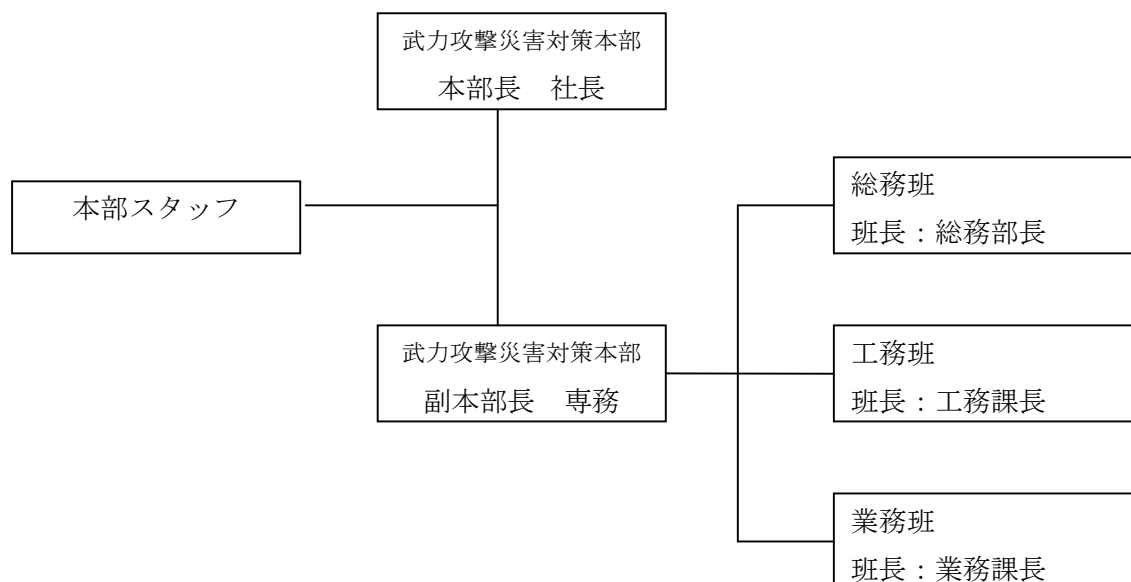 武力攻撃災害対策本部
本部長　社長
本部スタッフ
総務班
班長：総務部長
武力攻撃災害対策本部
副本部長　専務
工務班
班長：工務課長
業務班
班長：業務課長